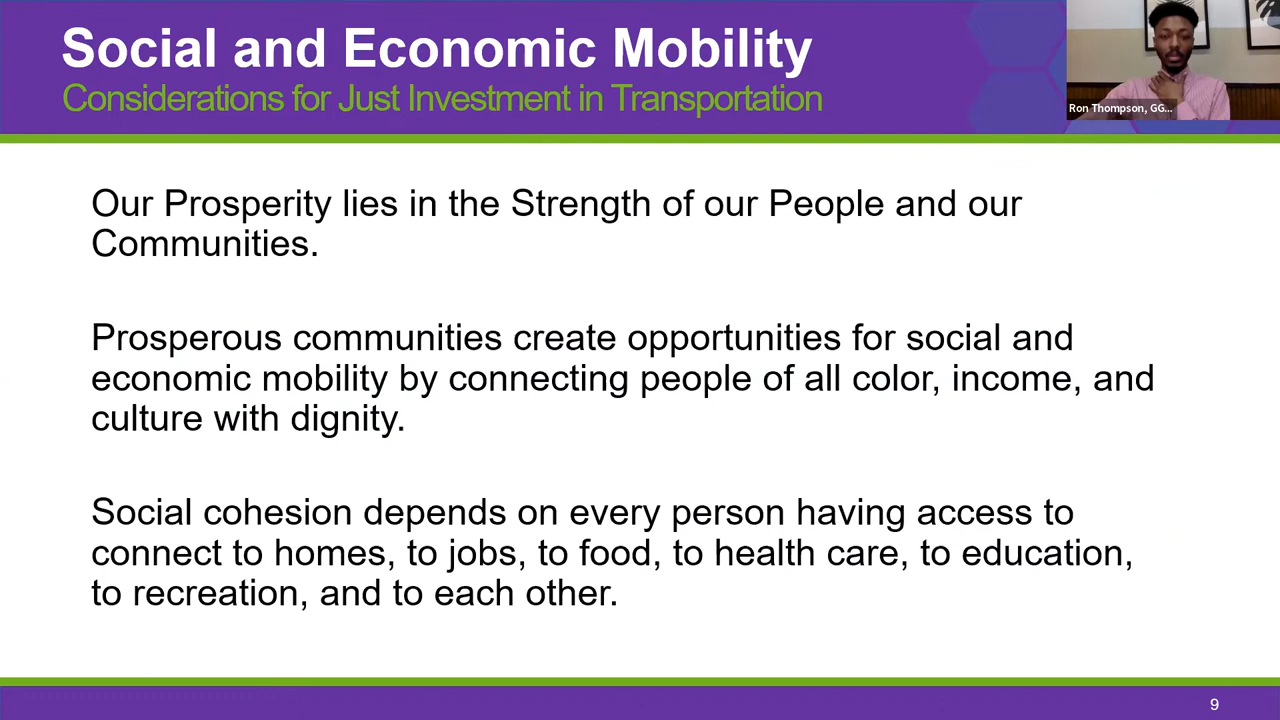 Social and Economic Mobility
Considerations for Just Investment in Transportation
Ron Thompson, GG...
Our Prosperity lies in the Strength of our People and our
Communities.
Prosperous communities create opportunities for social and
economic mobility by connecting people of all color, income, and
culture with dignity.
Social cohesion depends on every person having access to
connect to homes, to jobs, to food, to health care, to education,
to recreation, and to each other.
9